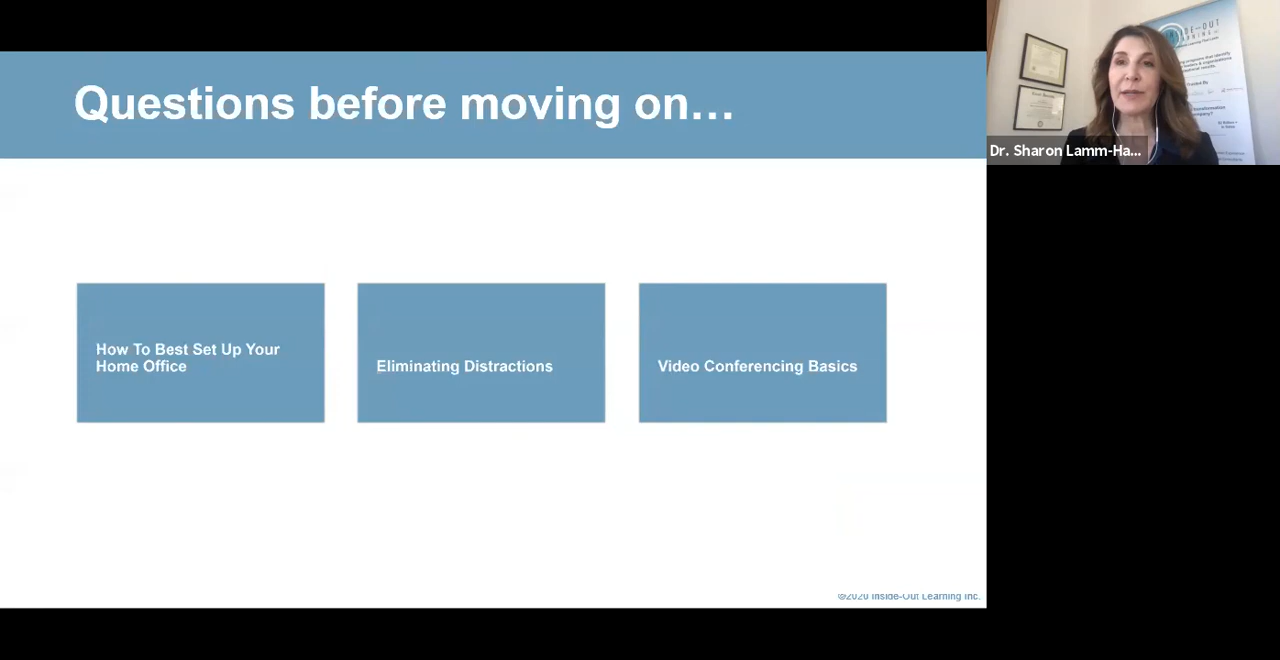 Questions before moving on…
How To Best Set Up Your
Home Office
Eliminating Distractions
Video Conferencing Basics
©2020 Inside-Out Learning Inc.
Dr. Sharon Lamm-Ha...